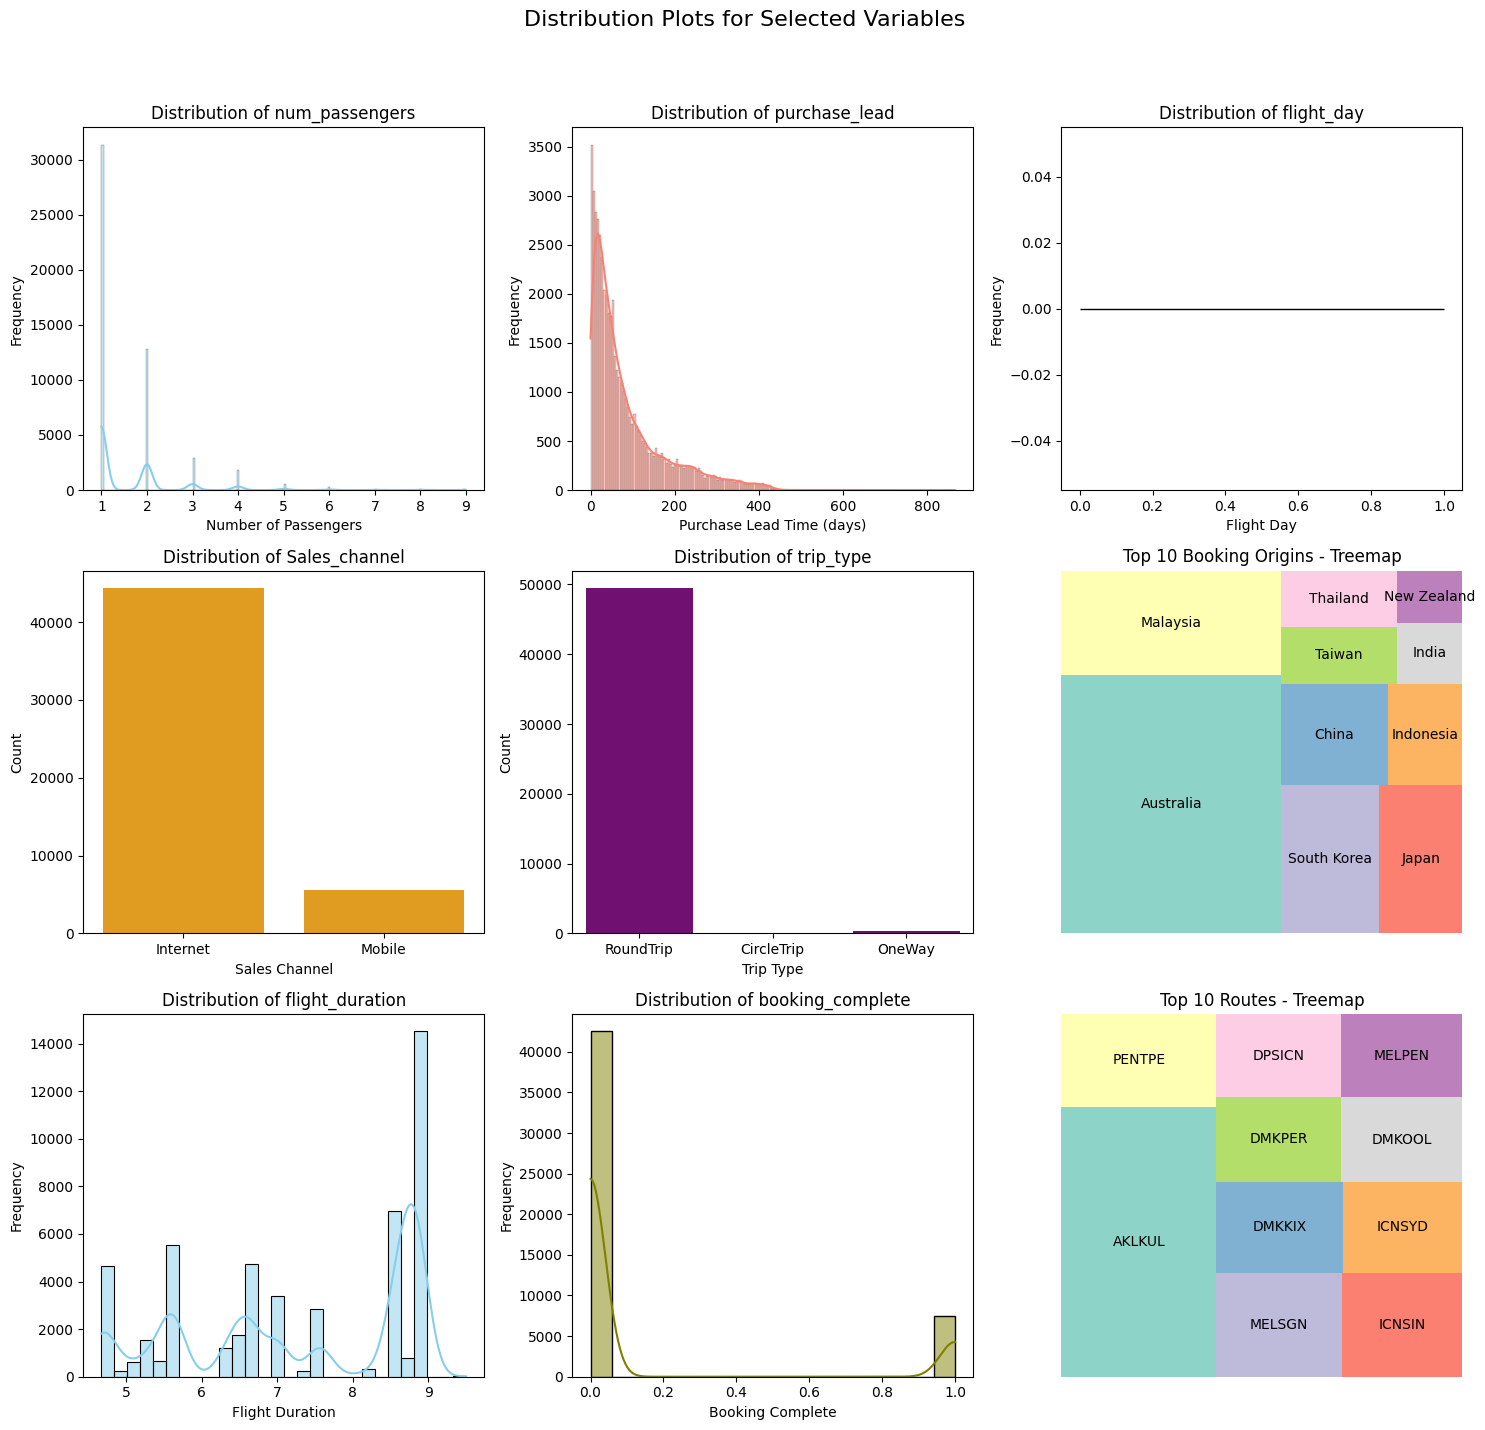 Distribution Plots for Selected Variables
Distribution of num_passengers
Frequency
30000
25000
20000
15000
10000
5000
0
1 2 3 4 5 6 7 8 9
Number of Passengers
Distribution of purchase_lead
Frequency
3500
3000
2500
2000
1500
1000
500
0
0 200 400 600 800
Purchase Lead Time (days)
Distribution of flight_day
Frequency
0.04
0.02
0.00
−0.02
−0.04
0.0 0.2 0.4 0.6 0.8 1.0
Flight Day
Distribution of Sales_channel
Count
40000
30000
20000
10000
0
Internet Mobile
Sales Channel
Distribution of trip_type
Count
50000
40000
30000
20000
10000
0
RoundTrip CircleTrip OneWay
Trip Type
Top 10 Booking Origins - Treemap
Malaysia
Thailand
New Zealand
Taiwan
India
China
Indonesia
Australia
South Korea
Japan
Distribution of flight_duration
Frequency
14000
12000
10000
8000
6000
4000
2000
0
5 6 7 8 9
Flight Duration
Distribution of booking_complete
Frequency
40000
35000
30000
25000
20000
15000
10000
5000
0
0.0 0.2 0.4 0.6 0.8 1.0
Booking Complete
Top 10 Routes - Treemap
PENTPE
DPSICN
MELPEN
DMKPER
DMKOOL
DMKKIX
ICNSYD
AKLKUL
MELSGN
ICNSIN